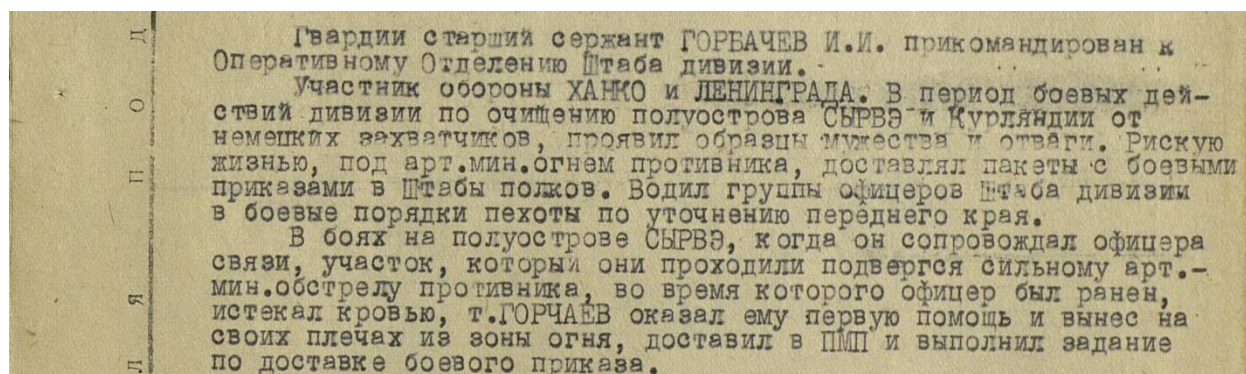 Гвардии старший сержант ГОРБАЧЕВ И.И. прикомандирован к
Оперативному Отделению Штаба дивизии.
Участник обороны ХАНКО и ЛЕНИНГРАДА. В период боевых дей-
ствий дивизии по очищению полуострова СЫРВЭ и Курляндии от
немецких захватчиков, проявил образцы мужества и отваги. Рискую
жизнью, под арт.мин.огнем противника, доставлял пакеты с боевыми
приказами в Штабы полков. Водил группы офицеров Штаба дивизии
в боевые порядки пехоты по уточнению переднего края.
В боях на полуострове СЫРВЭ, когда он сопровождал офицера
связи, участок, который они проходили подвергся сильному арт.-
мин.обстрелу противника, во время которого офицер был ранен,
истекал кровью, т.ГОРЧАЕВ оказал ему первую помощь и вынес на
своих плечах из зоны огня, доставил в ПМП и выполнил задание
по доставке боевого приказа.
Л Я П О Д